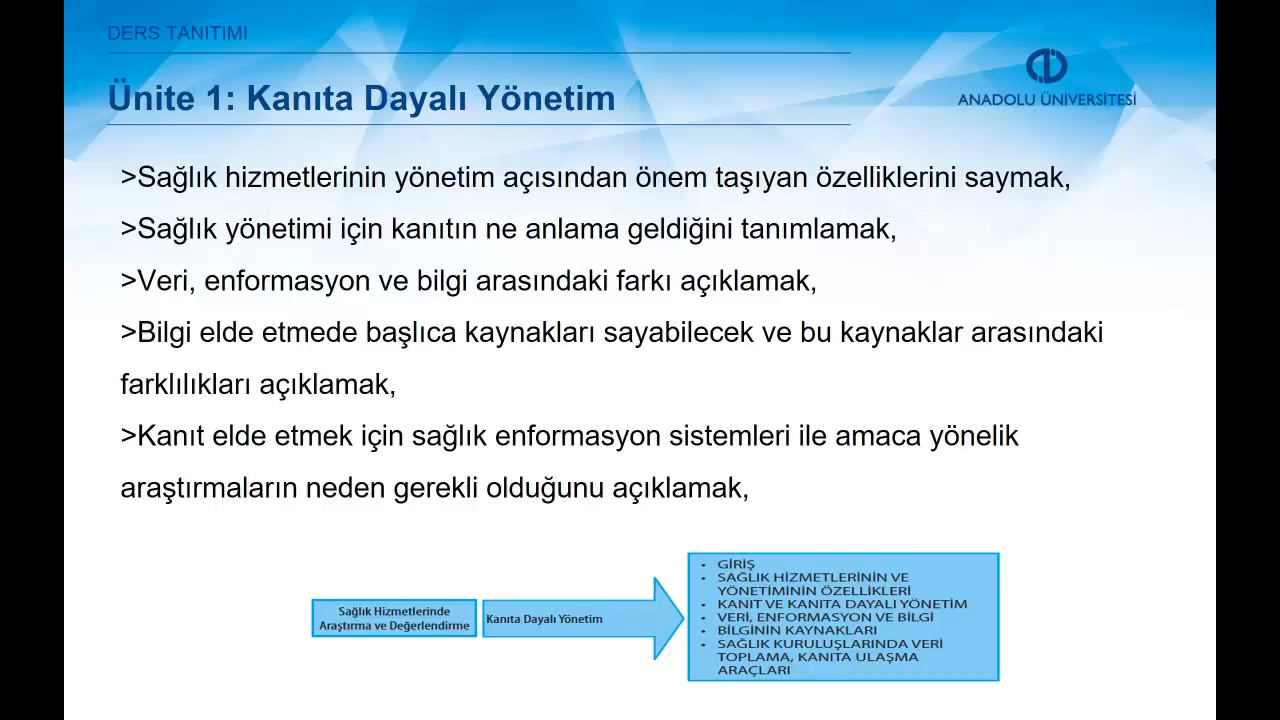 DERS TANITIMI
Ünite 1: Kanıta Dayalı Yönetim
ANADOLU ÜNİVERSİTESİ
>Sağlık hizmetlerinin yönetim açısından önem taşıyan özelliklerini saymak,
>Sağlık yönetimi için kanıtın ne anlama geldiğini tanımlamak,
>Veri, enformasyon ve bilgi arasındaki farkı açıklamak,
>Bilgi elde etmede başlıca kaynakları sayabilecek ve bu kaynaklar arasındaki
farklılıkları açıklamak,
>Kanıt elde etmek için sağlık enformasyon sistemleri ile amaca yönelik
araştırmaların neden gerekli olduğunu açıklamak,
Sağlık Hizmetlerinde
Araştırma ve Değerlendirme
Kanıta Dayalı Yönetim
• GİRİŞ
• SAĞLIK HİZMETLERİNİN VE
YÖNETİMİNİN ÖZELLİKLERİ
• KANIT VE KANITA DAYALI YÖNETİM
• VERİ, ENFORMASYON VE BİLGİ
• BİLGİNİN KAYNAKLARI
• SAĞLIK KURULUŞLARINDA VERİ
TOPLAMA, KANITA ULAŞMA
ARAÇLARI